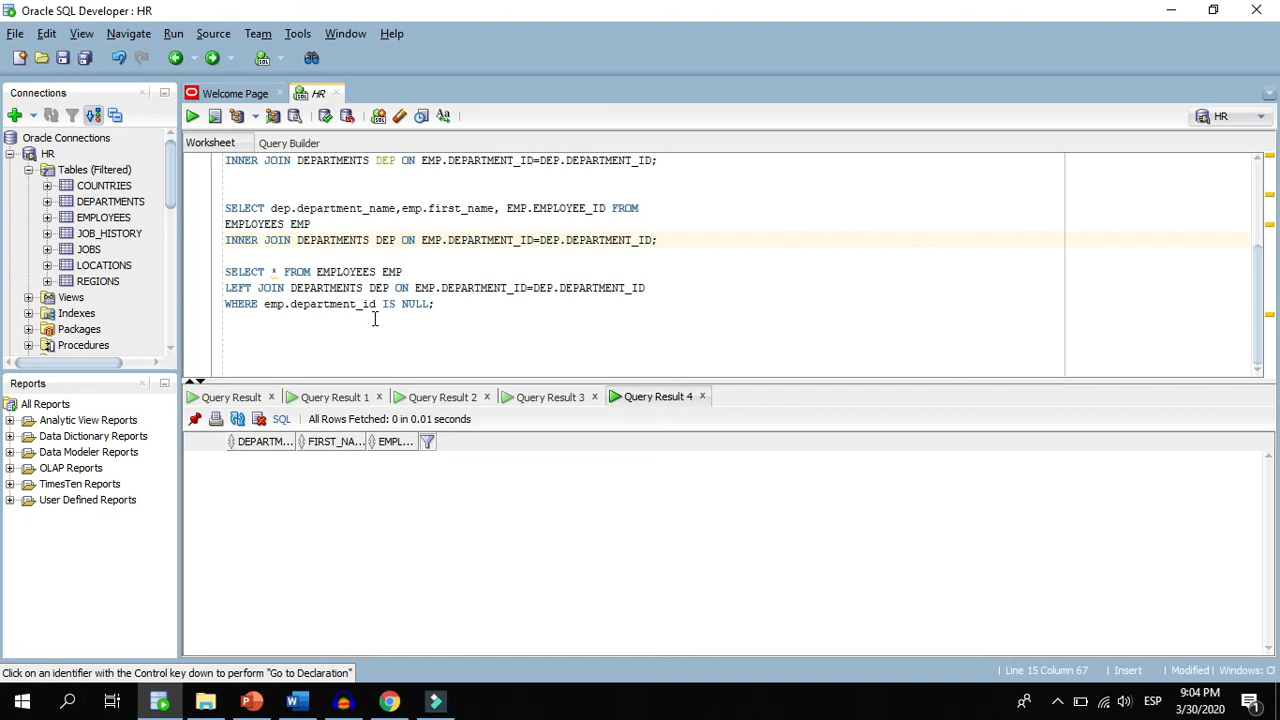 Oracle SQL Developer : HR
File Edit View Navigate Run Source Team Tools Window Help
Connections
Oracle Connections
HR
Tables (Filtered)
COUNTRIES
DEPARTMENTS
EMPLOYEES
JOB_HISTORY
JOBS
LOCATIONS
REGIONS
Views
Indexes
Packages
Procedures
Reports
All Reports
Analytic View Reports
Data Dictionary Reports
Data Modeler Reports
OLAP Reports
TimesTen Reports
User Defined Reports
Welcome Page HR
HR
Worksheet Query Builder
INNER JOIN DEPARTMENTS DEP ON EMP.DEPARTMENT_ID=DEP.DEPARTMENT_ID;
SELECT dep.department_name,emp.first_name, EMP.EMPLOYEE_ID FROM
EMPLOYEES EMP
INNER JOIN DEPARTMENTS DEP ON EMP.DEPARTMENT_ID=DEP.DEPARTMENT_ID;
SELECT * FROM EMPLOYEES EMP
LEFT JOIN DEPARTMENTS DEP ON EMP.DEPARTMENT_ID=DEP.DEPARTMENT_ID
WHERE emp.department_id IS NULL;
Query Result Query Result 1 Query Result 2 Query Result 3 Query Result 4
SQL All Rows Fetched: 0 in 0.01 seconds
DEPARTM... FIRST_NA... EMPL...
Click on an identifier with the Control key down to perform "Go to Declaration"
Line 15 Column 67 Insert Modified Windows: CF
ESP 9:04 PM
3/30/2020